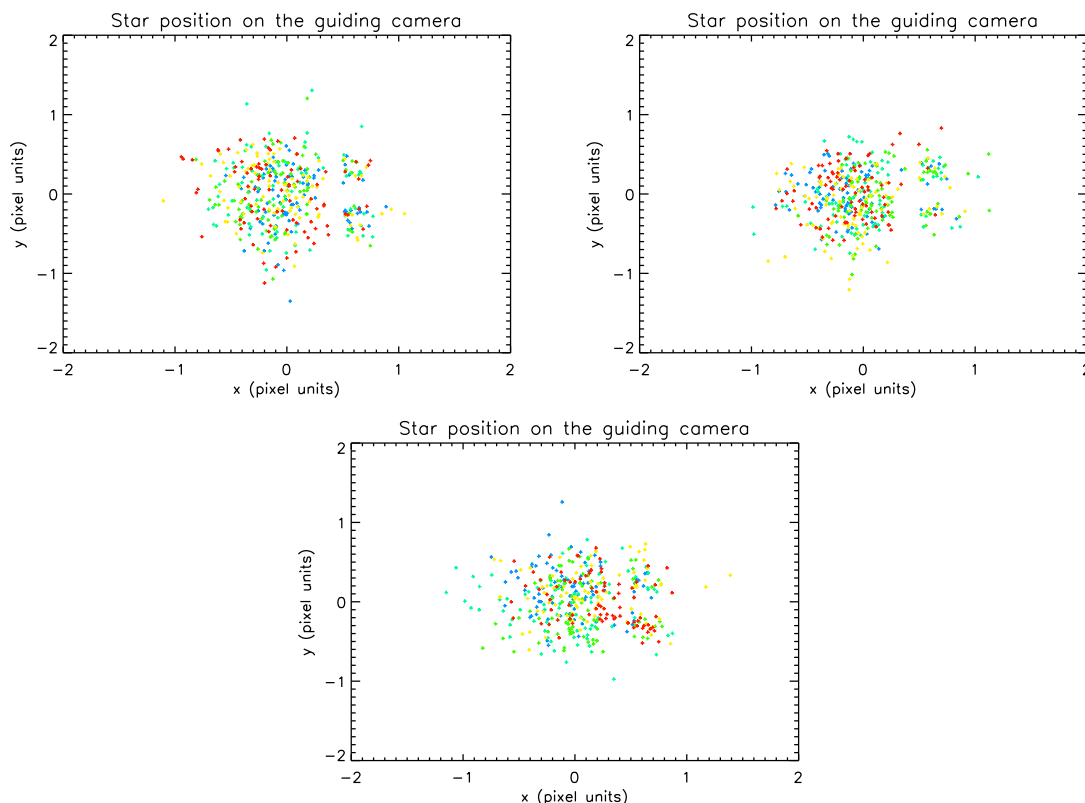 Star position on the guiding camera
2
1
0
−1
−2
y (pixel units)
−2 −1 0 1 2
x (pixel units)
Star position on the guiding camera
2
1
0
−1
−2
y (pixel units)
−2 −1 0 1 2
x (pixel units)
Star position on the guiding camera
2
1
0
−1
−2
y (pixel units)
−2 −1 0 1 2
x (pixel units)